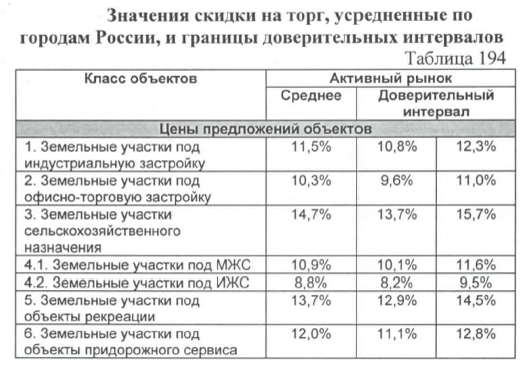 Значения скидки на торг, усредненные по
городам России, и границы доверительных интервалов
Таблица 194
Класс объектов Активный рынок
Среднее Доверительный
интервал
Цены предложений объектов
1. Земельные участки под
индустриальную застройку 11,5% 10,8% 12,3%
2. Земельные участки под
офисно-торговую застройку 10,3% 9,6% 11,0%
3. Земельные участки
сельскохозяйственного
назначения 14,7% 13,7% 15,7%
4.1. Земельные участки под МЖС 10,9% 10,1% 11,6%
4.2. Земельные участки под ИЖС 8,8% 8,2% 9,5%
5. Земельные участки под
объекты рекреации 13,7% 12,9% 14,5%
6. Земельные участки под
объекты придорожного сервиса 12,0% 11,1% 12,8%